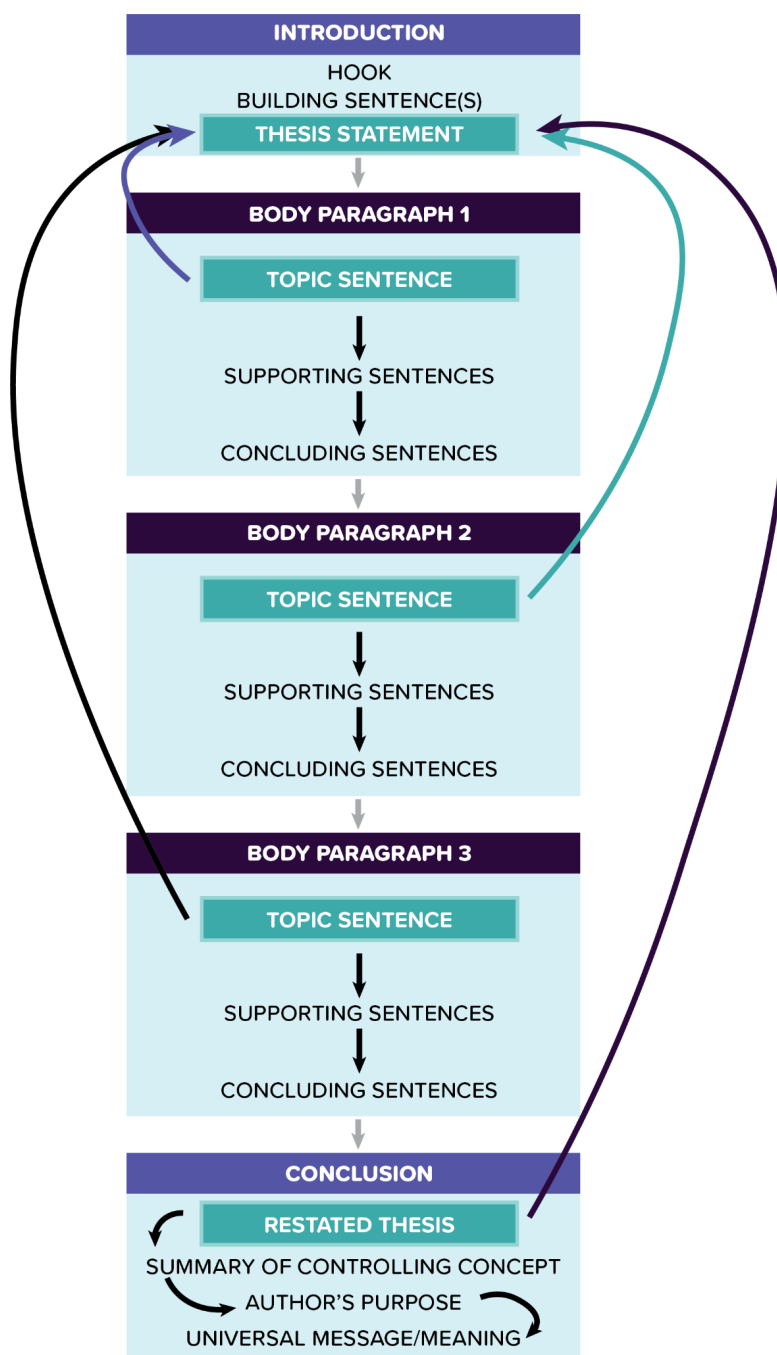 INTRODUCTION
HOOK
BUILDING SENTENCE(S)
THESIS STATEMENT
BODY PARAGRAPH 1
TOPIC SENTENCE
SUPPORTING SENTENCES
CONCLUDING SENTENCES
BODY PARAGRAPH 2
TOPIC SENTENCE
SUPPORTING SENTENCES
CONCLUDING SENTENCES
BODY PARAGRAPH 3
TOPIC SENTENCE
SUPPORTING SENTENCES
CONCLUDING SENTENCES
CONCLUSION
RESTATED THESIS
SUMMARY OF CONTROLLING CONCEPT
AUTHOR'S PURPOSE
UNIVERSAL MESSAGE/MEANING